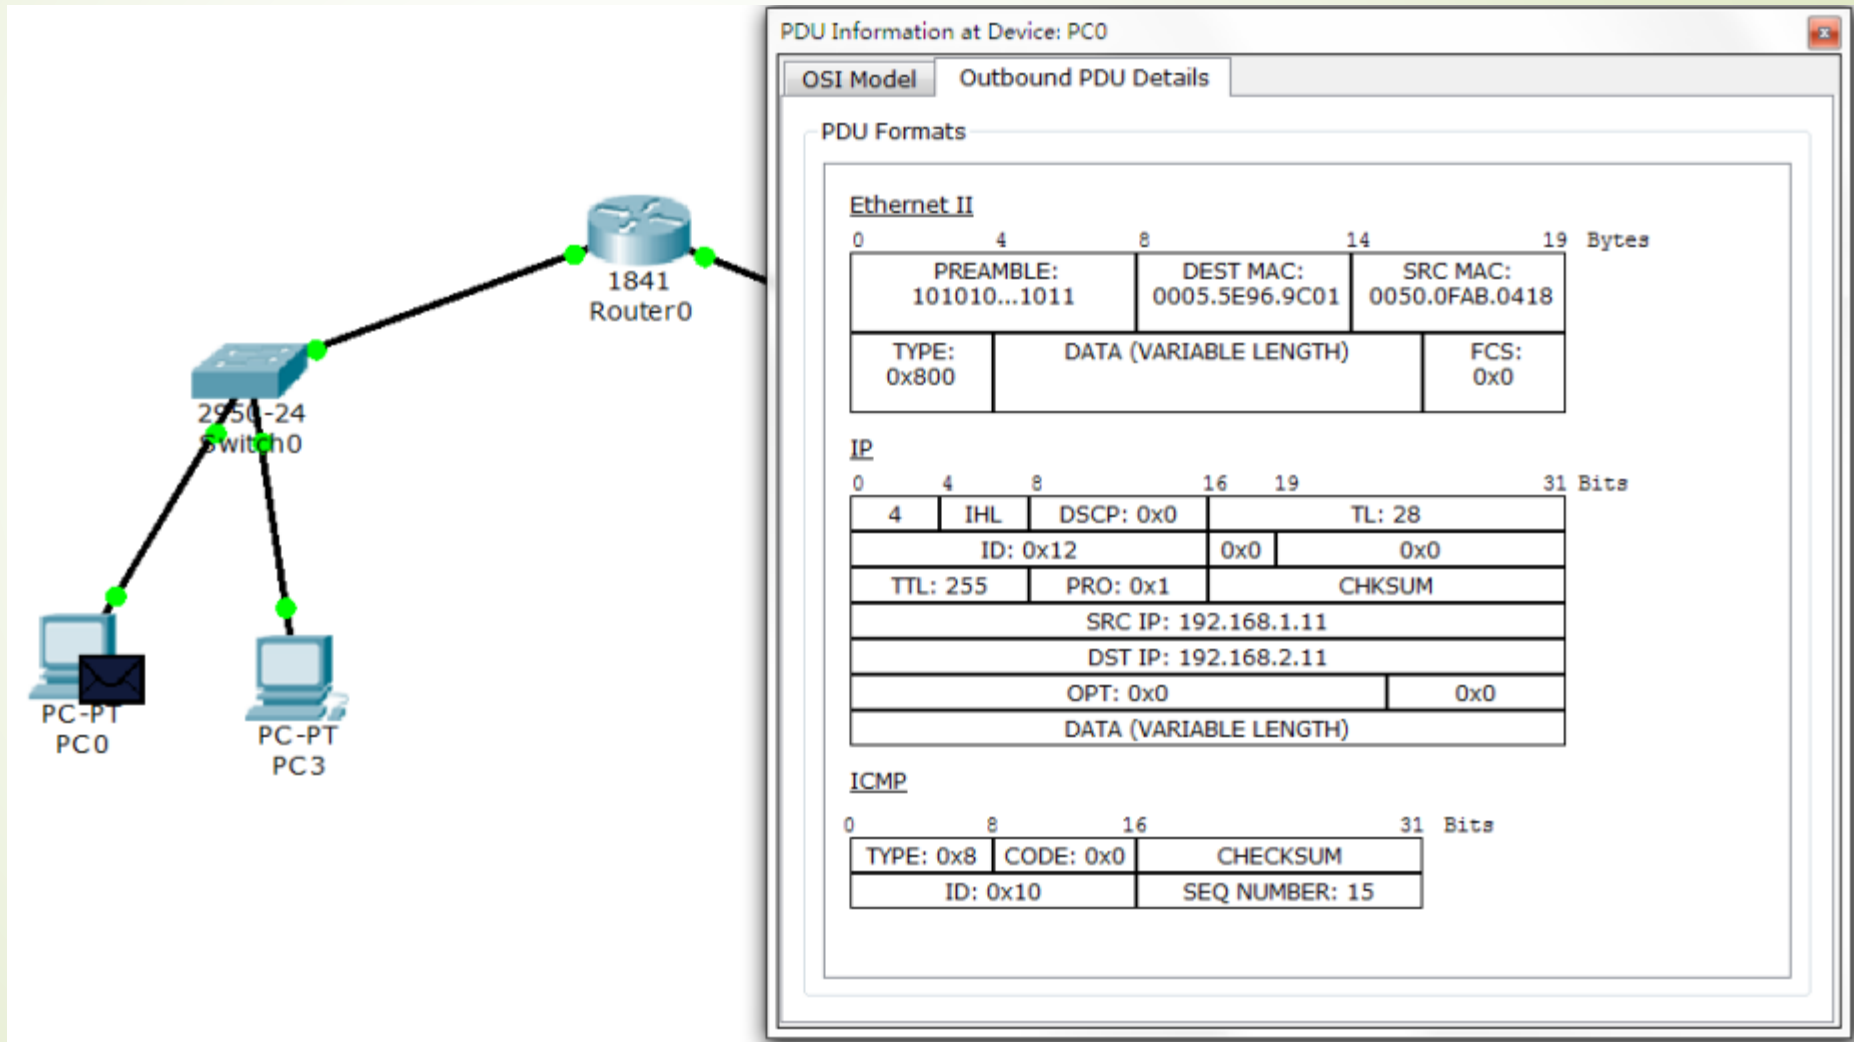 1841
Router0
2950-24
Switch0
PC-PT
PC0
PC-PT
PC3
PDU Information at Device: PC0
x
OSI Model
Outbound PDU Details
PDU Formats
Ethernet II
0 4 8 14 19 Bytes
PREAMBLE: DEST MAC: SRC MAC:
101010...1011 0005.5E96.9C01 0050.0FAB.0418
TYPE: DATA (VARIABLE LENGTH) FCS:
0x800 0x0
IP
0 4 8 16 19 31 Bits
4 IHL DSCP: 0x0 TL: 28
ID: 0x12 0x0 0x0
TTL: 255 PRO: 0x1 CHKSUM
SRC IP: 192.168.1.11
DST IP: 192.168.2.11
OPT: 0x0 0x0
DATA (VARIABLE LENGTH)
ICMP
0 8 16 31 Bits
TYPE: 0x8 CODE: 0x0 CHECKSUM
ID: 0x10 SEQ NUMBER: 15